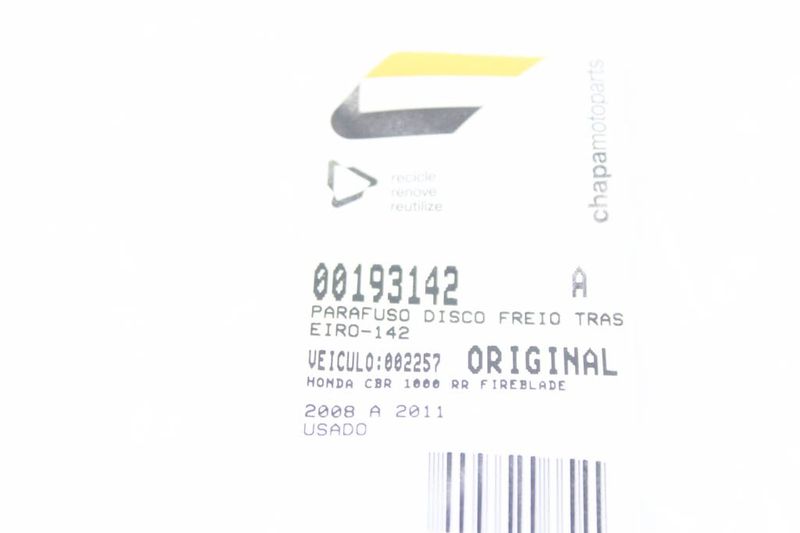 chapamotoparts
recicle
renove
reutilize
00193142 A
PARAFUSO DISCO FREIO TRAS
EIRO-142
VEICULO:002257 ORIGINAL
HONDA CBR 1000 RR FIREBLADE
2008 A 2011
USADO